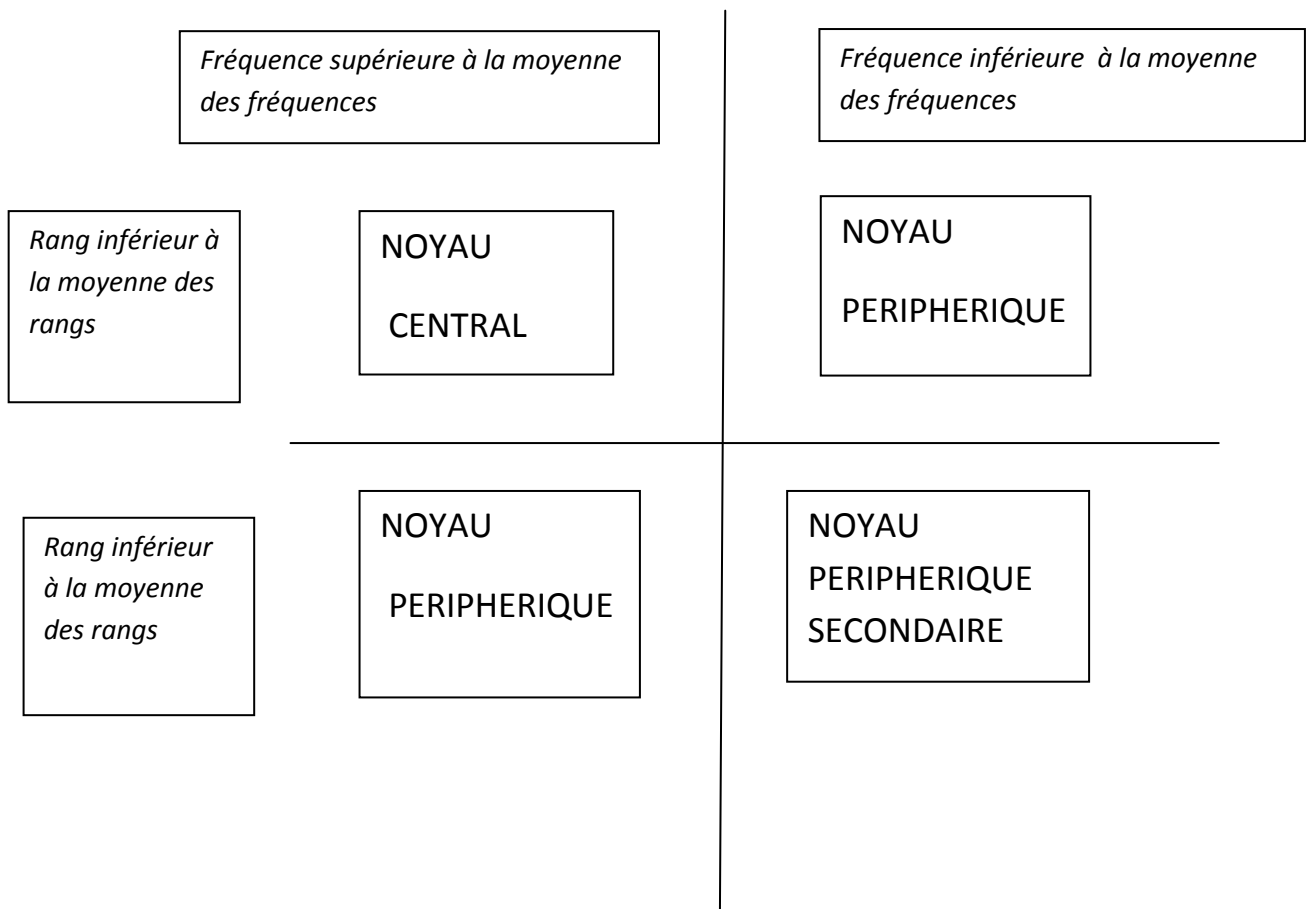 Fréquence supérieure à la moyenne
des fréquences
Fréquence inférieure à la moyenne
des fréquences
Rang inférieur à
la moyenne des
rangs
NOYAU
CENTRAL
NOYAU
PERIPHERIQUE
Rang inférieur
à la moyenne
des rangs
NOYAU
PERIPHERIQUE
NOYAU
PERIPHERIQUE
SECONDAIRE